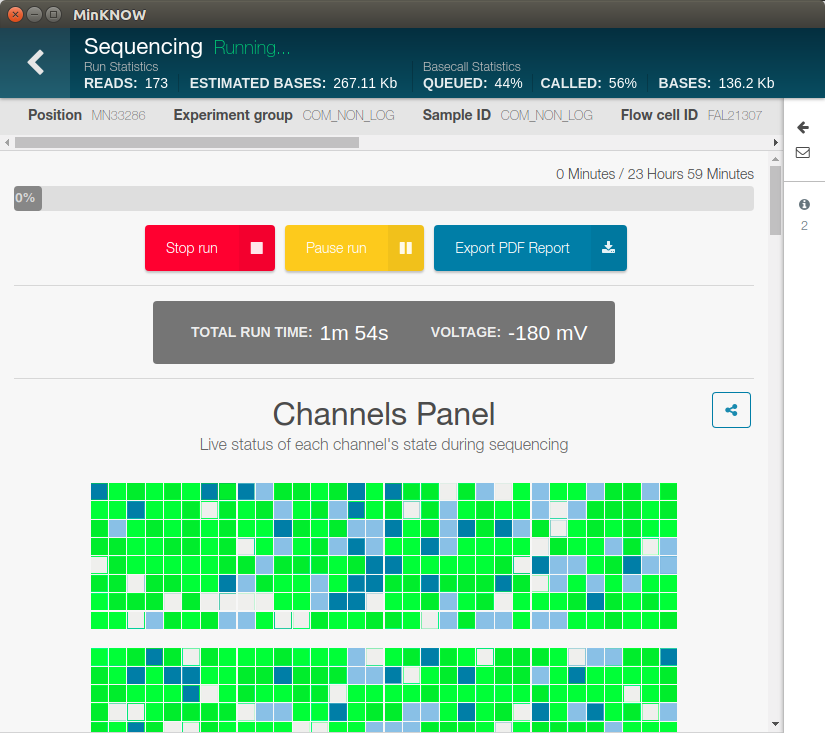 MinKNOW
Sequencing Running...
Run Statistics
READS: 173 ESTIMATED BASES: 267.11 Kb
Basecall Statistics
QUEUED: 44% CALLED: 56% BASES: 136.2 Kb
Position MN33286 Experiment group COM_NON_LOG Sample ID COM_NON_LOG Flow cell ID FAL21307
0 Minutes / 23 Hours 59 Minutes
0%
Stop run Pause run Export PDF Report
2
TOTAL RUN TIME: 1m 54s VOLTAGE: -180 mV
Channels Panel
Live status of each channel's state during sequencing